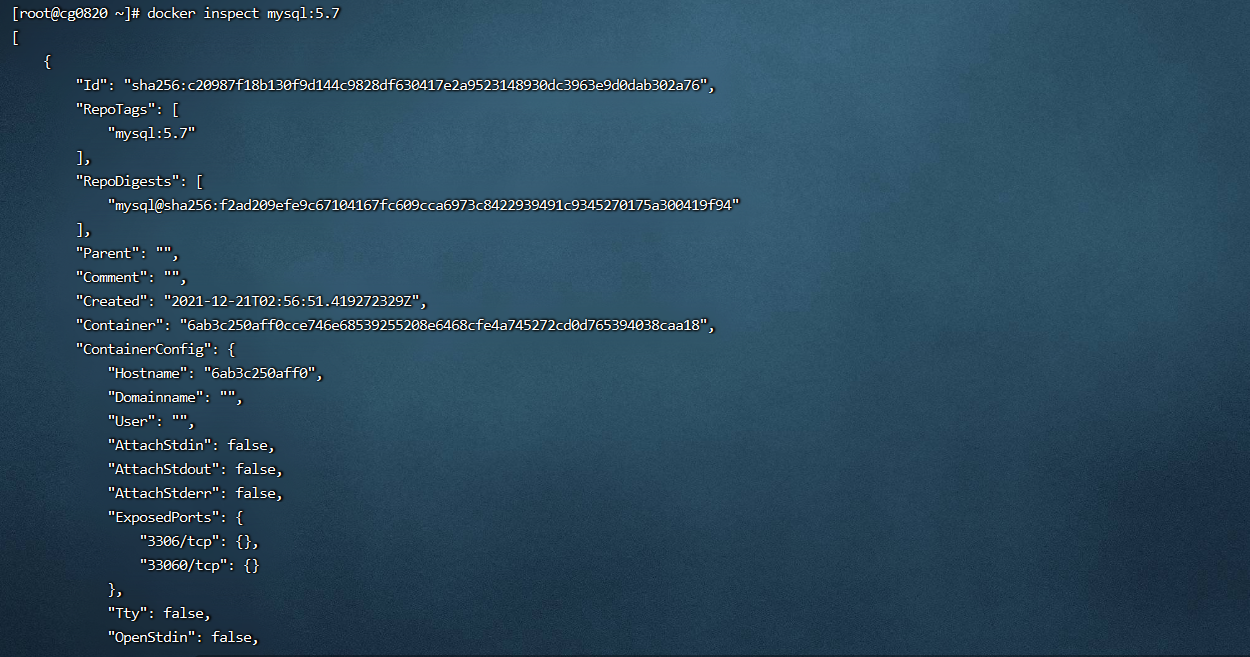 [root@cg0820 ~]# docker inspect mysql:5.7
[
    {
        "Id": "sha256:c20987f18b130f9d144c9828df630417e2a9523148930dc3963e9d0dab302a76",
        "RepoTags": [
            "mysql:5.7"
        ],
        "RepoDigests": [
            "mysql@sha256:f2ad209efe9c67104167fc609cca6973c8422939491c9345270175a300419f94"
        ],
        "Parent": "",
        "Comment": "",
        "Created": "2021-12-21T02:56:51.419272329Z",
        "Container": "6ab3c250aff0cce746e68539255208e6468cfe4a745272cd0d765394038caa18",
        "ContainerConfig": {
            "Hostname": "6ab3c250aff0",
            "Domainname": "",
            "User": "",
            "AttachStdin": false,
            "AttachStdout": false,
            "AttachStderr": false,
            "ExposedPorts": {
                "3306/tcp": {},
                "33060/tcp": {}
            },
            "Tty": false,
            "OpenStdin": false,